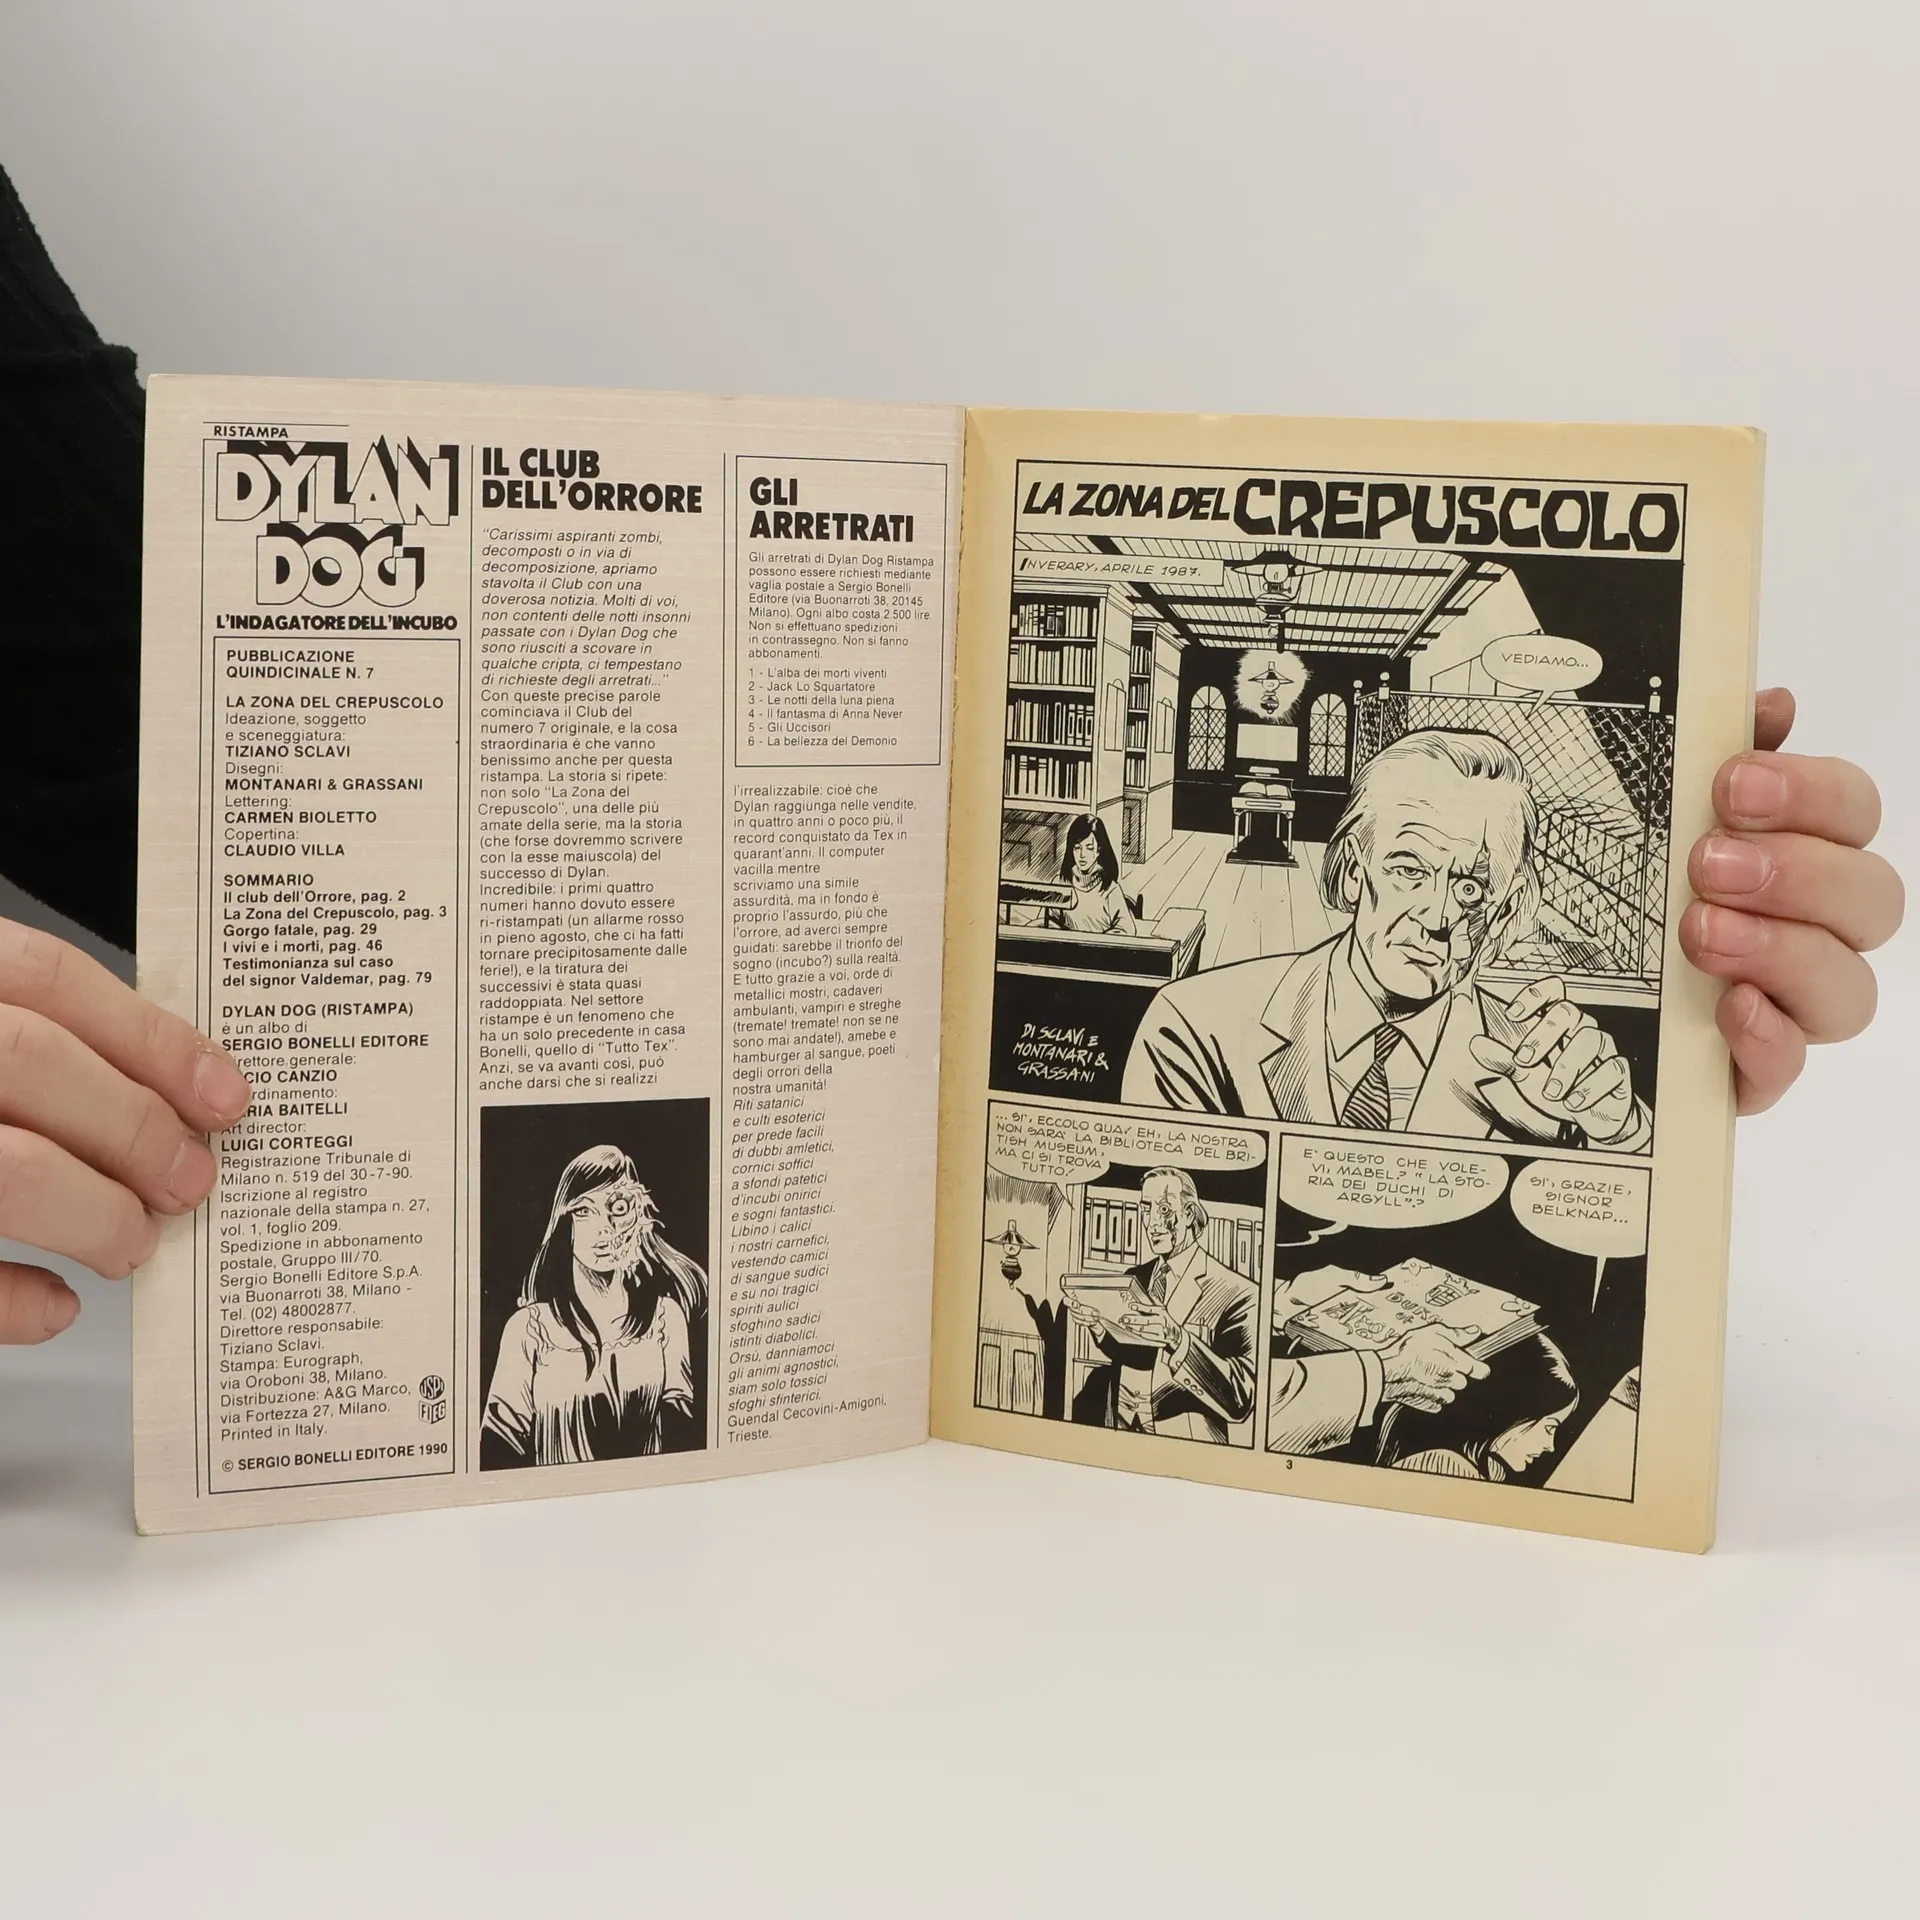 RISTAMPA
DYLAN
DOG
L'INDAGATORE DELL'INCUBO
PUBBLICAZIONE
QUINDICINALE N. 7
LA ZONA DEL CREPUSCOLO
Ideazione, soggetto
e sceneggiatura:
TIZIANO SCLAVI
Disegni:
MONTANARI & GRASSANI
Lettering:
CARMEN BIOLETTO
Copertina:
CLAUDIO VILLA
SOMMARIO
Il club dell'Orrore, pag. 2
La Zona del Crepuscolo, pag. 3
Gorgo fatale, pag. 29
I vivi e i morti, pag. 46
Testimonianza sul caso
del signor Valdemar, pag. 79
DYLAN DOG (RISTAMPA)
è un albo di
SERGIO BONELLI EDITORE
irettore generale:
CIO CANZIO
rdinamento:
RIA BAITELLI
Art director:
LUIGI CORTEGGI
Registrazione Tribunale di
Milano n. 519 del 30-7-90.
Iscrizione al registro
nazionale della stampa n. 27,
vol. 1, foglio 209.
Spedizione in abbonamento
postale, Gruppo III/70.
Sergio Bonelli Editore S.p.A.
via Buonarroti 38, Milano -
Tel. (02) 48002877.
Direttore responsabile:
Tiziano Sclavi.
Stampa: Eurograph,
via Oroboni 38, Milano.
Distribuzione: A&G Marco,
via Fortezza 27, Milano.
Printed in Italy.
USPI
FIEG
© SERGIO BONELLI EDITORE 1990
IL CLUB
DELL'ORRORE
"Carissimi aspiranti zombi,
decomposti o in via di
decomposizione, apriamo
stavolta il Club con una
doverosa notizia. Molti di voi,
non contenti delle notti insonni
passate con i Dylan Dog che
sono riusciti a scovare in
qualche cripta, ci tempestano
di richieste degli arretrati..."
Con queste precise parole
cominciava il Club del
numero 7 originale, e la cosa
straordinaria è che vanno
benissimo anche per questa
ristampa. La storia si ripete:
non solo "La Zona del
Crepuscolo", una delle più
amate della serie, ma la storia
(che forse dovremmo scrivere
con la esse maiuscola) del
successo di Dylan.
Incredibile: i primi quattro
numeri hanno dovuto essere
ri-ristampati (un allarme rosso
in pieno agosto, che ci ha fatti
tornare precipitosamente dalle
ferie!), e la tiratura dei
successivi è stata quasi
raddoppiata. Nel settore
ristampe è un fenomeno che
ha un solo precedente in casa
Bonelli, quello di "Tutto Tex".
Anzi, se va avanti così, può
anche darsi che si realizzi
GLI
ARRETRATI
Gli arretrati di Dylan Dog Ristampa
possono essere richiesti mediante
vaglia postale a Sergio Bonelli
Editore (via Buonarroti 38, 20145
Milano). Ogni albo costa 2.500 lire.
Non si effettuano spedizioni
in contrassegno. Non si fanno
abbonamenti.
1 - L'alba dei morti viventi
2 - Jack Lo Squartatore
3 - Le notti della luna piena
4 - Il fantasma di Anna Never
5 - Gli Uccisori
6 - La bellezza del Demonio
l'irrealizzabile: cioè che
Dylan raggiunga nelle vendite,
in quattro anni o poco più, il
record conquistato da Tex in
quarant'anni. Il computer
vacilla mentre
scriviamo una simile
assurdità, ma in fondo è
proprio l'assurdo, più che
l'orrore, ad averci sempre
guidati: sarebbe il trionfo del
sogno (incubo?) sulla realtà.
E tutto grazie a voi, orde di
metallici mostri, cadaveri
ambulanti, vampiri e streghe
(tremate! tremate! non se ne
sono mai andate!), amebe e
hamburger al sangue, poeti
degli orrori della
nostra umanità!
Riti satanici
e culti esoterici
per prede facili
di dubbi amletici,
cornici soffici
a sfondi patetici
d'incubi onirici
e sogni fantastici.
Libino i calici
i nostri carnefici,
vestendo camici
di sangue sudici
e su noi tragici
spiriti aulici
sfoghino sadici
istinti diabolici.
Orsù, danniamoci
gli animi agnostici,
siam solo tossici
sfoghi sfinterici.
Guendal Cecovini-Amigoni,
Trieste.
LA ZONA DEL CREPUSCOLO
INVERARY, APRILE 1987.
VEDIAMO...
DI SCLAVI E
MONTANARI &
GRASSANI
... SI', ECCOLO QUA! EH, LA NOSTRA
NON SARA' LA BIBLIOTECA DEL BRI-
TISH MUSEUM,
MA CI SI TROVA
TUTTO!
E' QUESTO CHE VOLE-
VI, MABEL? "LA STO-
RIA DEI DUCHI DI
ARGYLL"?
SI', GRAZIE,
SIGNOR
BELKNAP...
3